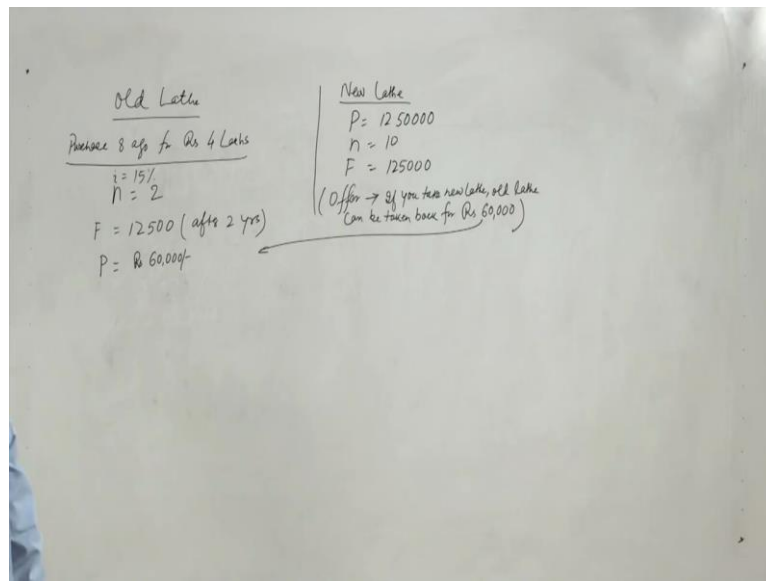 Old Lathe
Purchase 8 ago for Rs 4 Lakhs
i = 15%
n = 2
F = 12500 (after 2 yrs)
P = Rs 60,000/-
New Lathe
P = 1250000
n = 10
F = 125000
(Offer → If you take new lathe, old lathe
can be taken back for Rs 60,000)